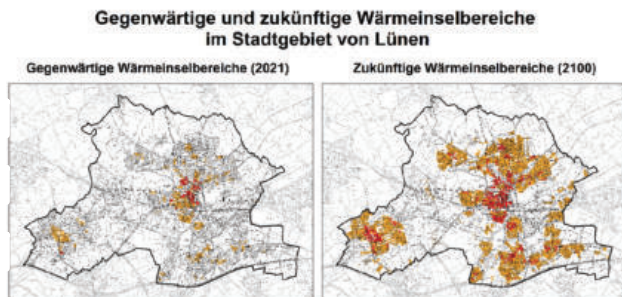 Gegenwärtige und zukünftige Wärmeinselbereiche
im Stadtgebiet von Lünen
Gegenwärtige Wärmeinselbereiche (2021)
Zukünftige Wärmeinselbereiche (2100)